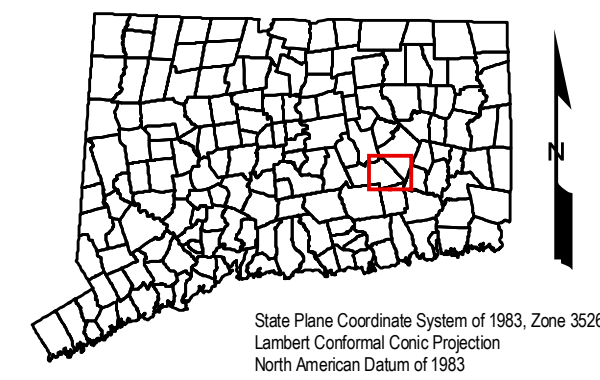 N
State Plane Coordinate System of 1983, Zone 3526
Lambert Conformal Conic Projection
North American Datum of 1983